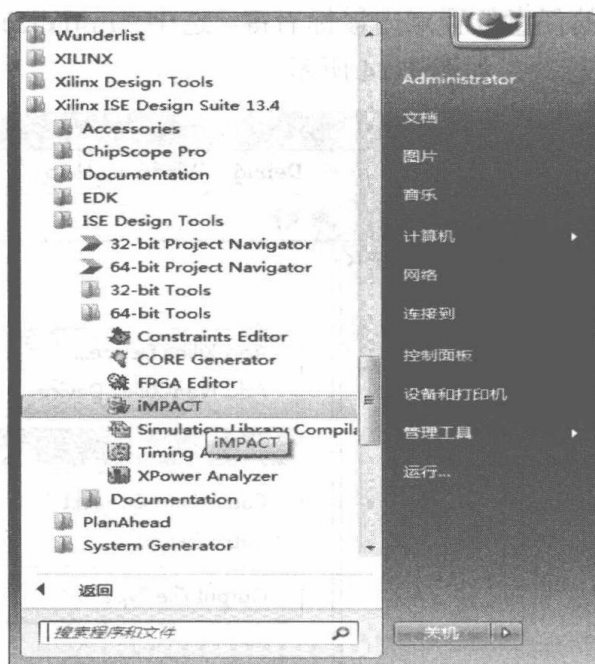 Wunderlist
XILINX
Xilinx Design Tools
Xilinx ISE Design Suite 13.4
Accessories
ChipScope Pro
Documentation
EDK
ISE Design Tools
32-bit Project Navigator
64-bit Project Navigator
32-bit Tools
64-bit Tools
Constraints Editor
CORE Generator
FPGA Editor
iMPACT
Simulation Library Compila
iMPACT
Timing
XPower Analyzer
Documentation
PlanAhead
System Generator
返回
搜索程序和文件
Administrator
文档
图片
音乐
计算机
网络
连接到
控制面板
设备和打印机
管理工具
运行...
关机